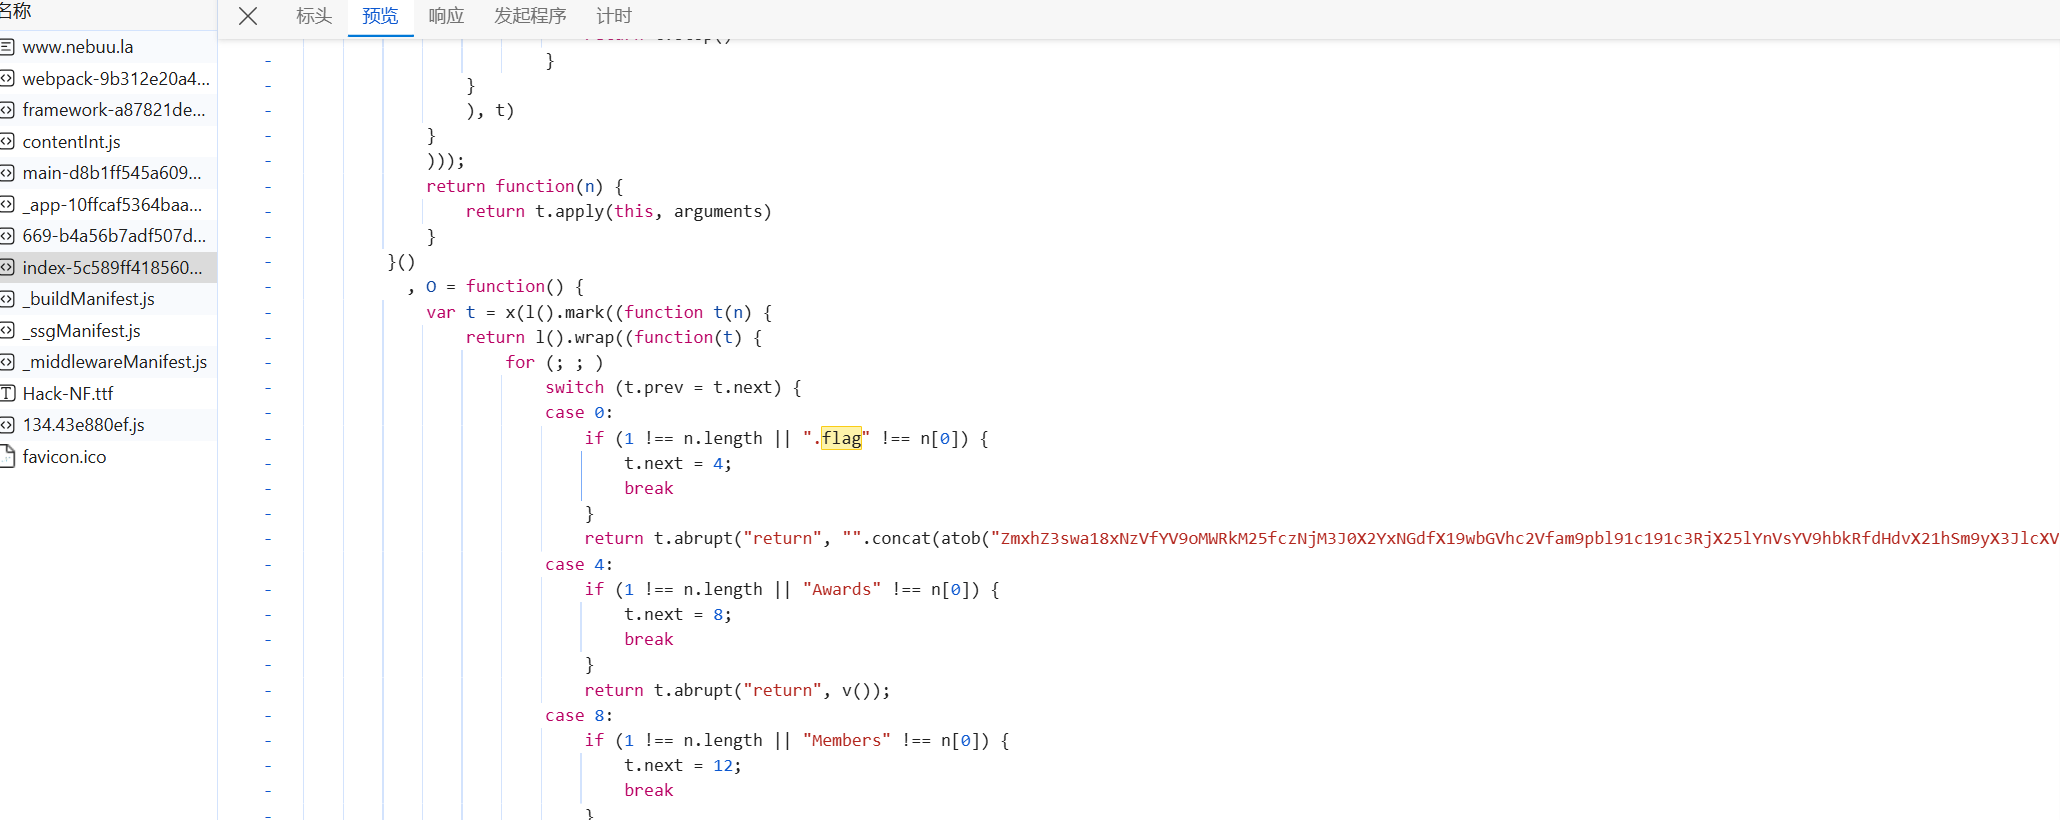 名称
www.nebuu.la
webpack-9b312e20a4...
framework-a87821de...
contentInt.js
main-d8b1ff545a609...
_app-10ffcaf5364baa...
669-b4a56b7adf507d...
index-5c589ff418560...
_buildManifest.js
_ssgManifest.js
_middlewareManifest.js
Hack-NF.ttf
134.43e880ef.js
favicon.ico
标头 预览 响应 发起程序 计时
}
}
), t)
}
)));
return function(n) {
return t.apply(this, arguments)
}
}()
, O = function() {
var t = x(l().mark((function t(n) {
return l().wrap((function(t) {
for (; ; )
switch (t.prev = t.next) {
case 0:
if (1 !== n.length || ".flag" !== n[0]) {
t.next = 4;
break
}
return t.abrupt("return", "".concat(atob("ZmxhZ3swa18xNzVfYV9oMWRkM25fczNjM3J0X2YxNGdfX19wbGVhc2Vfam9pbl91c191c3RjX25lYnVsYV9hbkRfdHdvX21hSm9yX3JlcXV
case 4:
if (1 !== n.length || "Awards" !== n[0]) {
t.next = 8;
break
}
return t.abrupt("return", v());
case 8:
if (1 !== n.length || "Members" !== n[0]) {
t.next = 12;
break
}